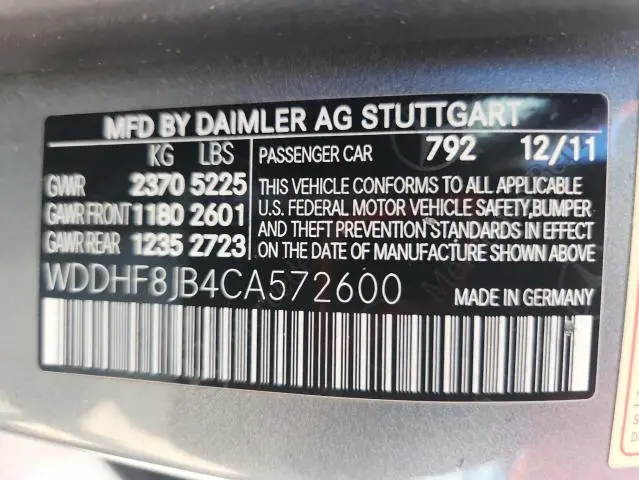 MFD BY DAIMLER AG STUTTGART
KG LBS PASSENGER CAR 792 12/11
GVWR 2370 5225 THIS VEHICLE CONFORMS TO ALL APPLICABLE
GAWR FRONT 1180 2601 U.S. FEDERAL MOTOR VEHICLE SAFETY,BUMPER
GAWR REAR 1235 2723 AND THEFT PREVENTION STANDARDS IN EFFECT
ON THE DATE OF MANUFACTURE SHOWN ABOVE
WDDHF8JB4CA572600 MADE IN GERMANY